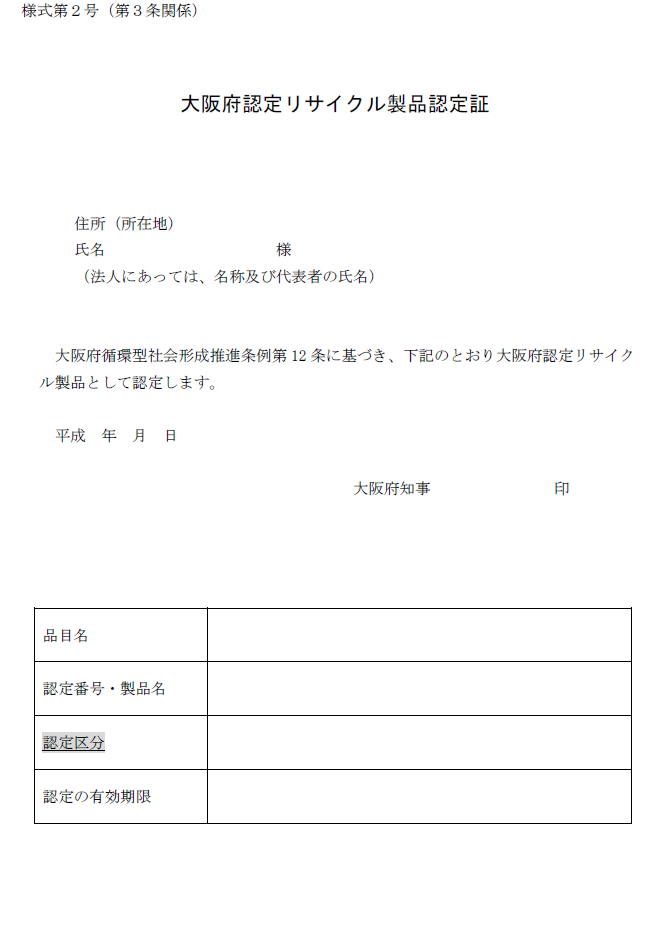 様式第２号（第３条関係）
大阪府認定リサイクル製品認定証
住所（所在地）
氏名　　　　　　　　　　　様
（法人にあっては、名称及び代表者の氏名）
大阪府循環型社会形成推進条例第 12 条に基づき、下記のとおり大阪府認定リサイク
ル製品として認定します。
平成　年　月　日
大阪府知事　　　　　　　　印
品目名
認定番号・製品名
認定区分
認定の有効期限